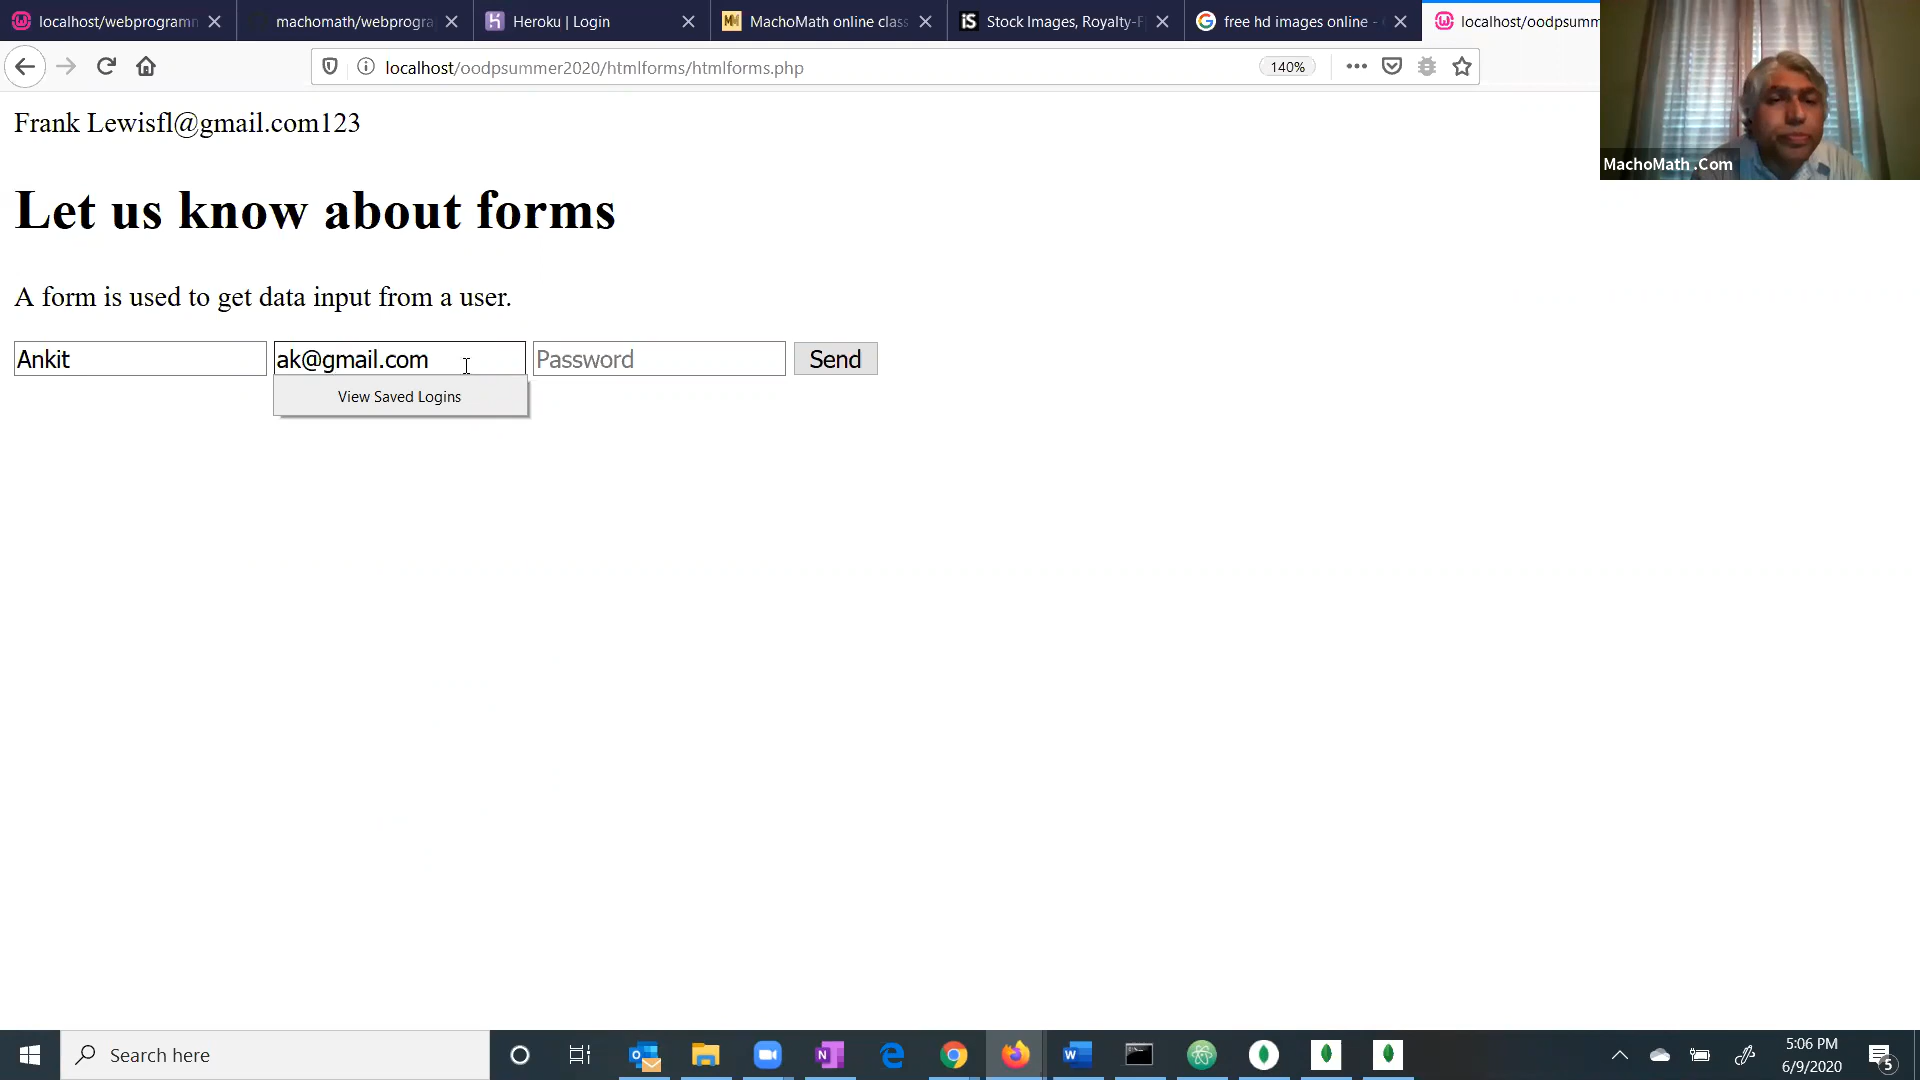 localhost/webprogramn
machomath/webprogra
Heroku | Login
MachoMath online class
Stock Images, Royalty-F
free hd images online -
localhost/oodpsumm
localhost/oodpsummer2020/htmlforms/htmlforms.php
140%
MachoMath .Com
Frank Lewisfl@gmail.com123
Let us know about forms
A form is used to get data input from a user.
Ankit ak@gmail.com Password Send
View Saved Logins
Search here
5:06 PM
6/9/2020
5